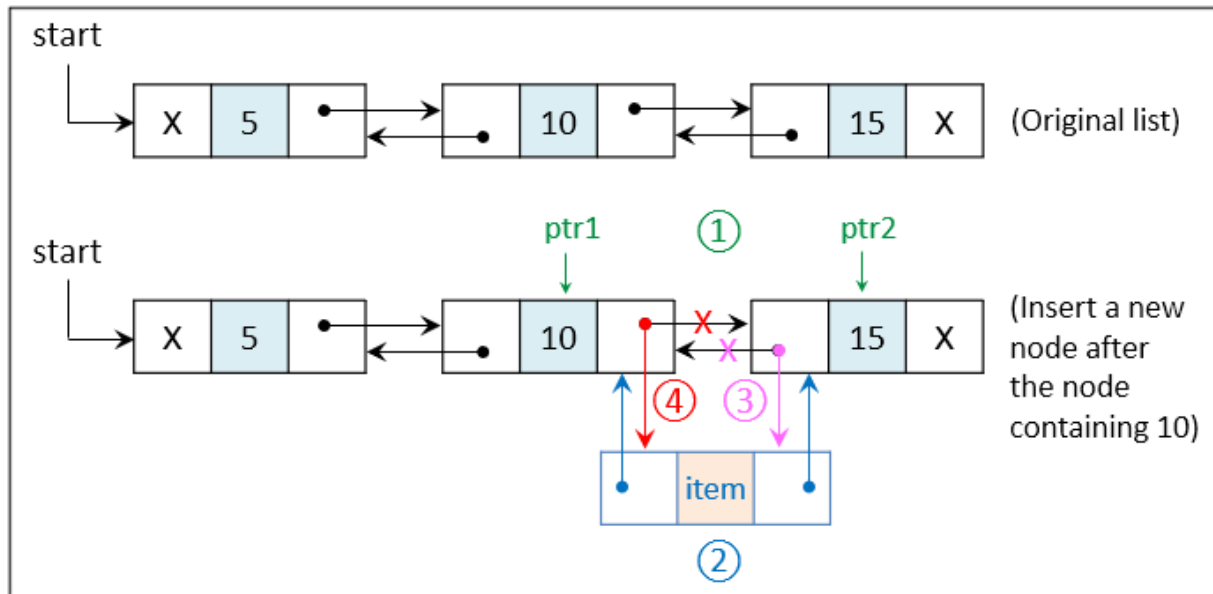 start
X 5 10 15 X (Original list)
ptr1 ① ptr2
start
X 5 X 10 X 15 X
(Insert a new
node after
the node
containing 10)
④ ③
item
②